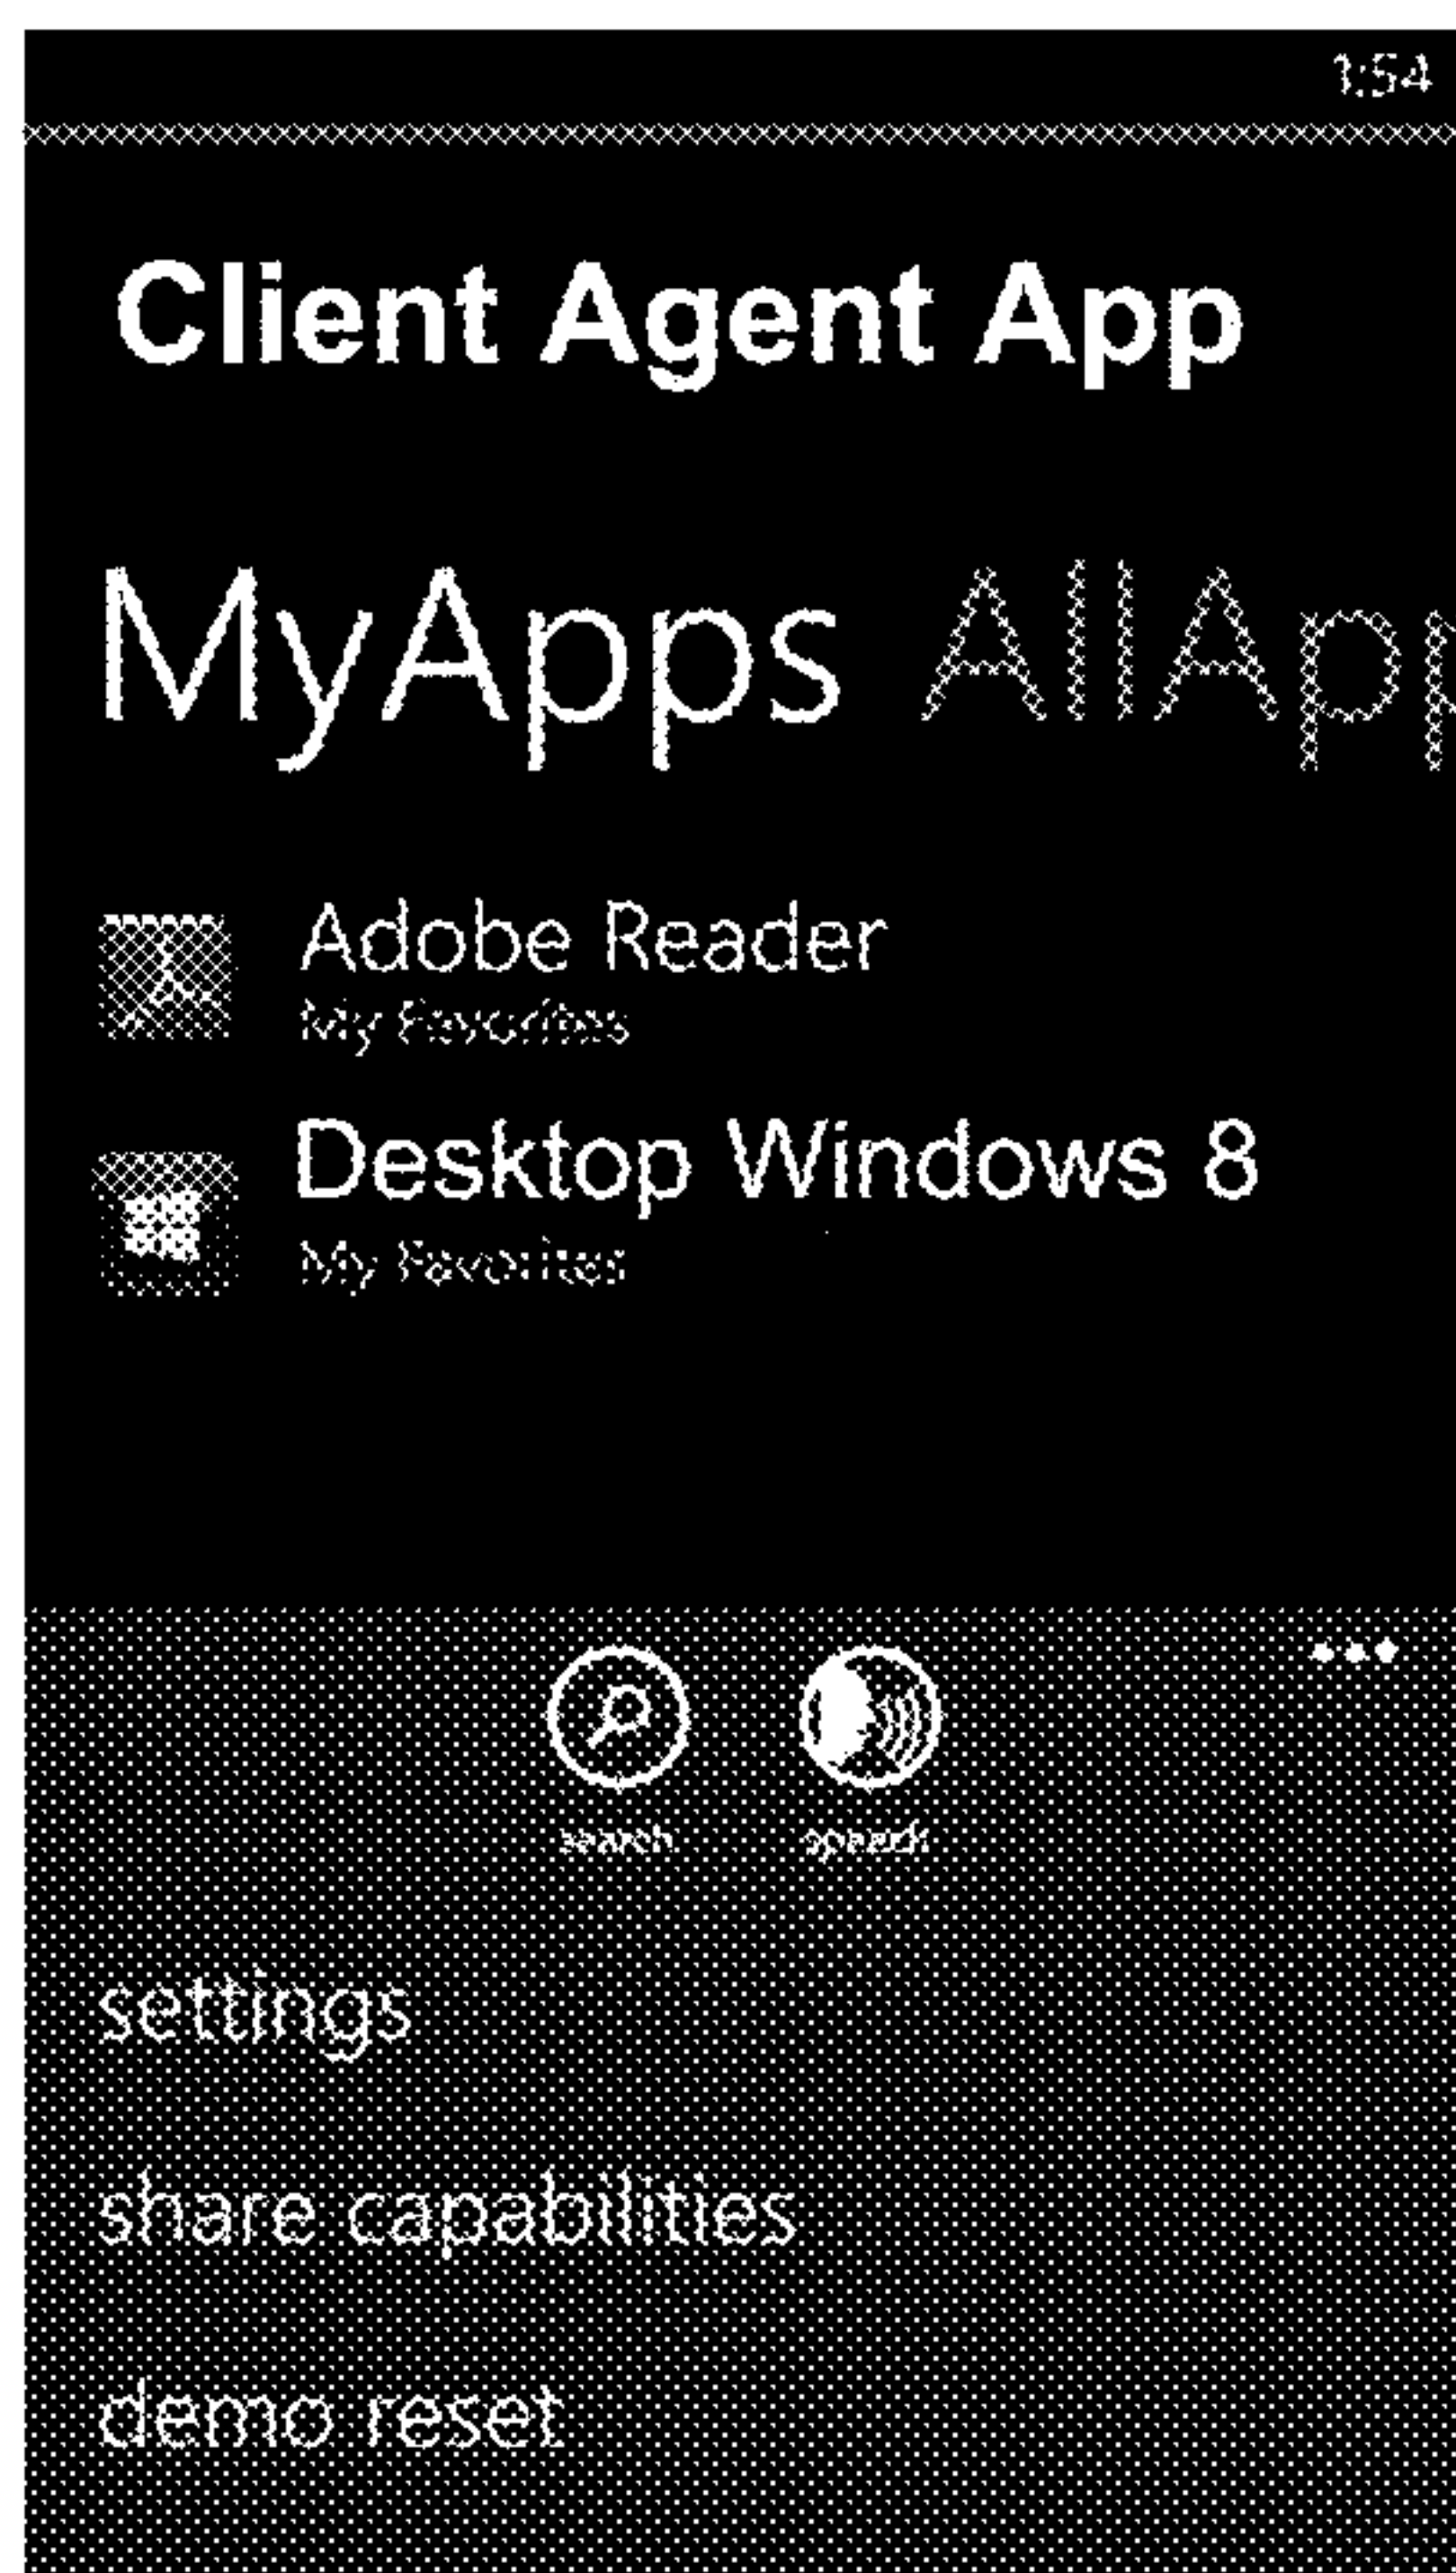 1:54
Client Agent App
MyApps AllApp
Adobe Reader
My Favorites
Desktop Windows 8
My Favorites
search speech
settings
share capabilities
demo reset